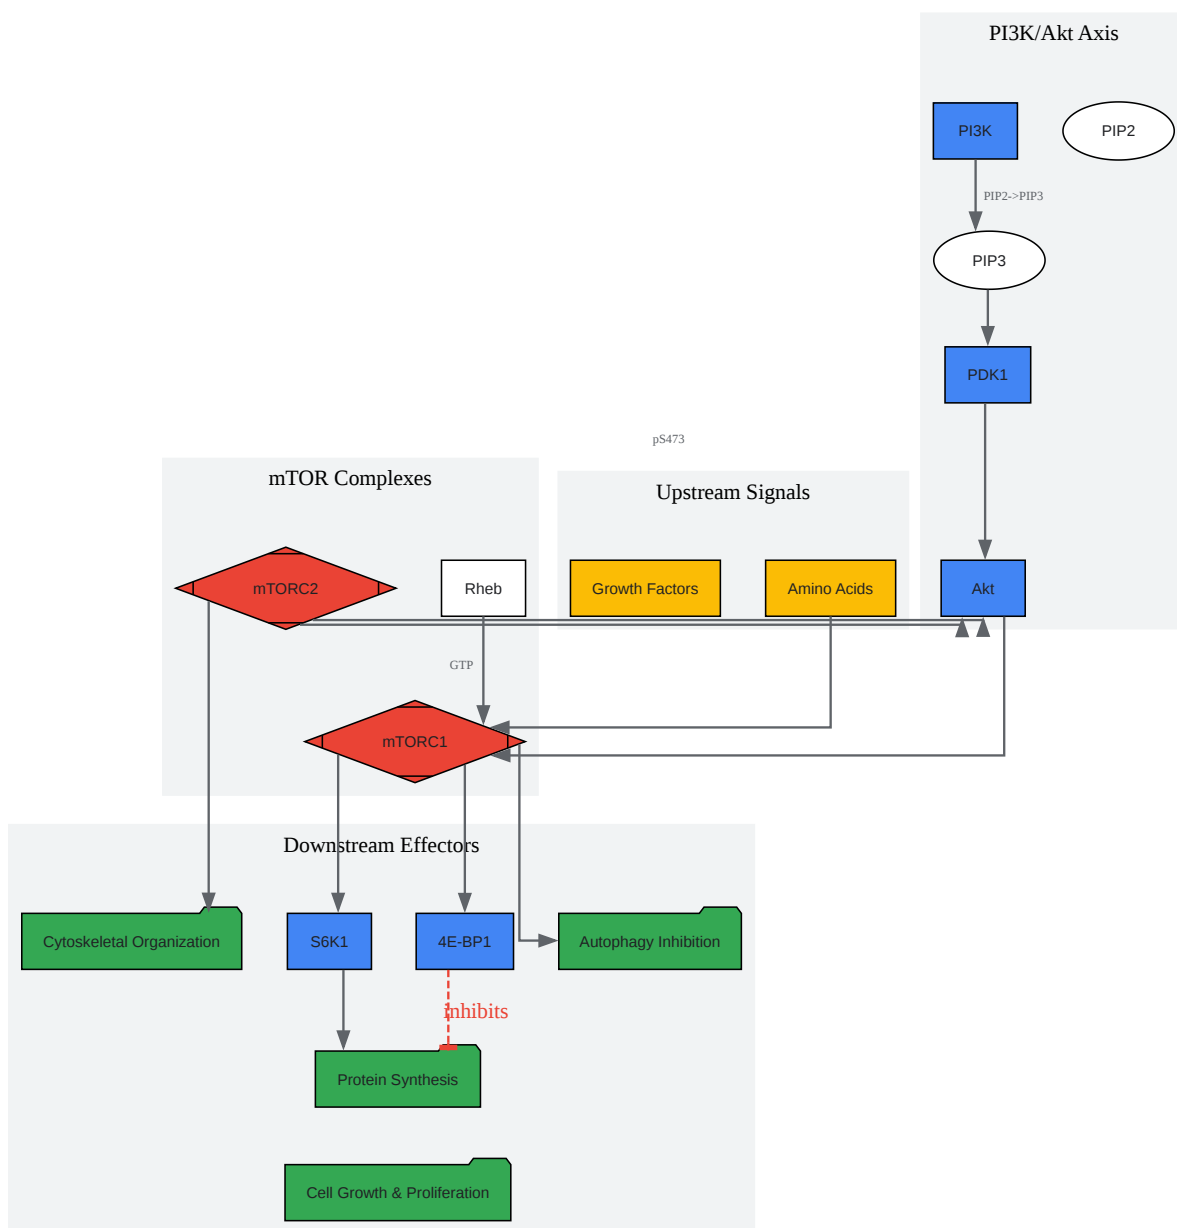 PI3K/Akt Axis
PI3K
PIP2
PIP2->PIP3
PIP3
PDK1
pS473
mTOR Complexes
Upstream Signals
mTORC2
Rheb
Growth Factors
Amino Acids
Akt
GTP
mTORC1
Downstream Effectors
Cytoskeletal Organization
S6K1
4E-BP1
Autophagy Inhibition
inhibits
Protein Synthesis
Cell Growth & Proliferation